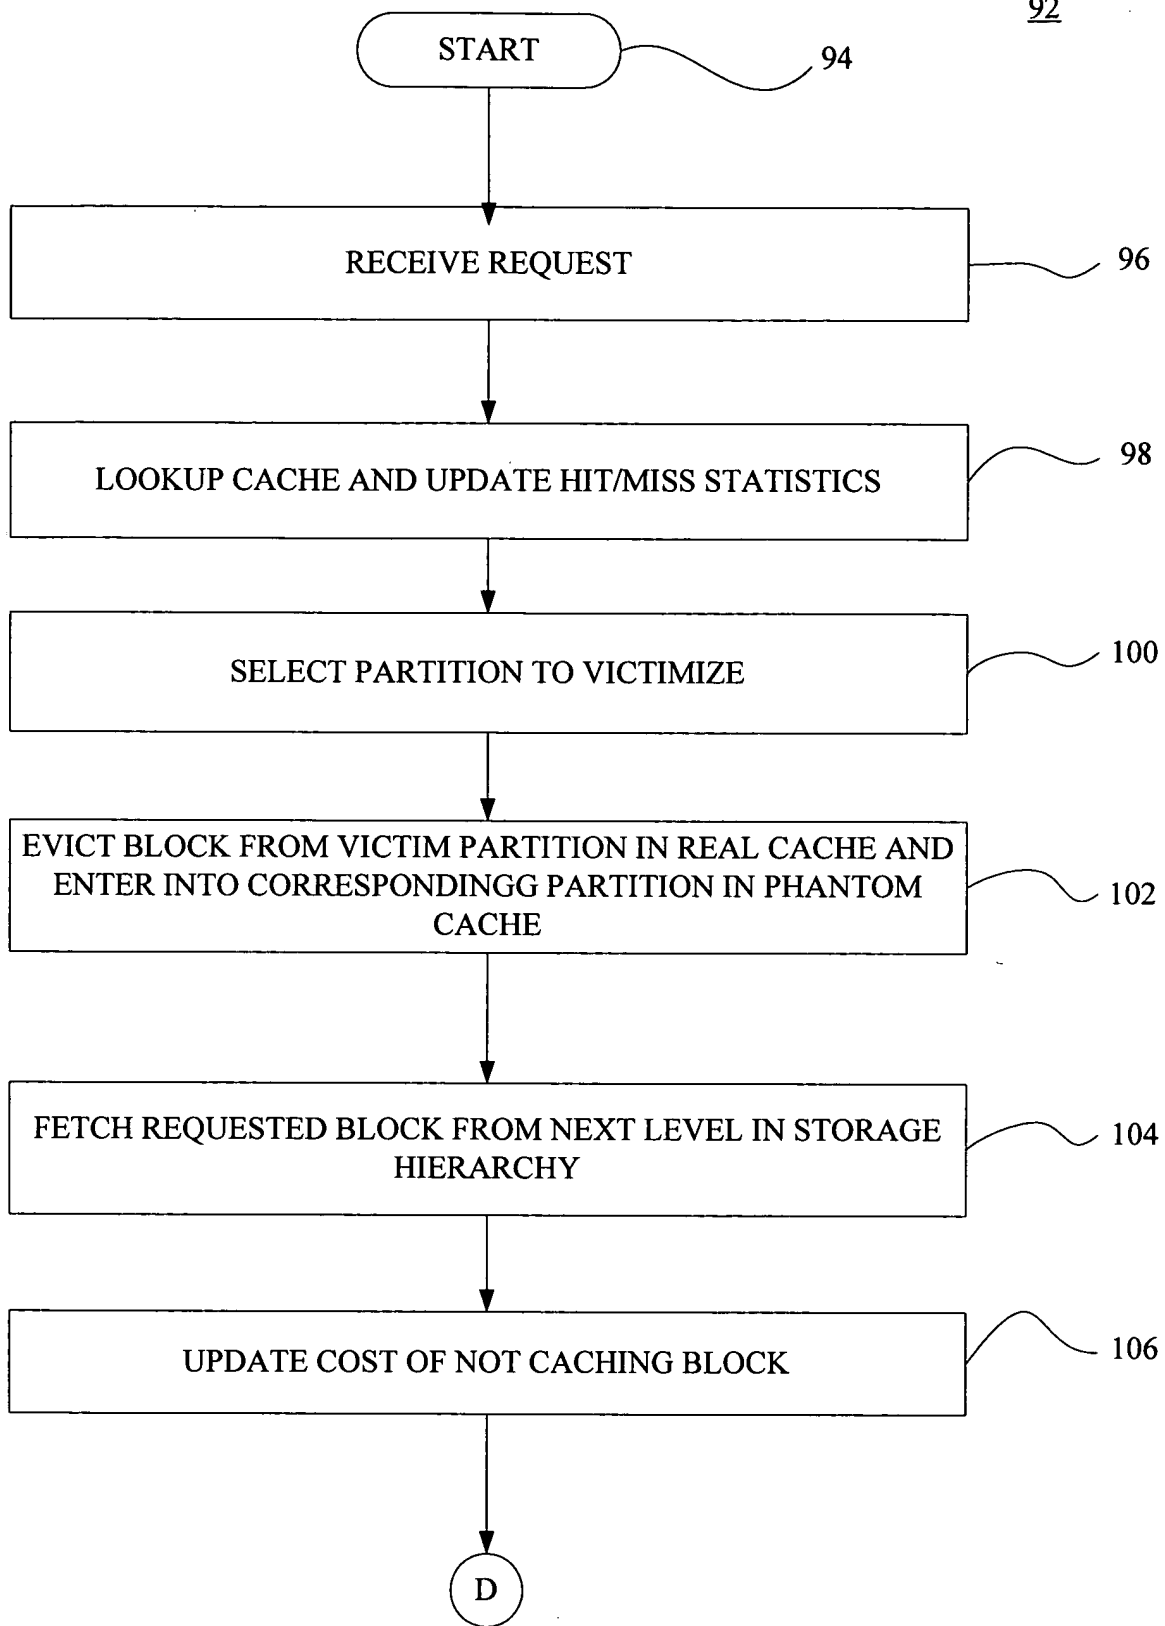 92
START
94
RECEIVE REQUEST
96
LOOKUP CACHE AND UPDATE HIT/MISS STATISTICS
98
SELECT PARTITION TO VICTIMIZE
100
EVICT BLOCK FROM VICTIM PARTITION IN REAL CACHE AND
ENTER INTO CORRESPONDINGG PARTITION IN PHANTOM
CACHE
102
FETCH REQUESTED BLOCK FROM NEXT LEVEL IN STORAGE
HIERARCHY
104
UPDATE COST OF NOT CACHING BLOCK
106
D